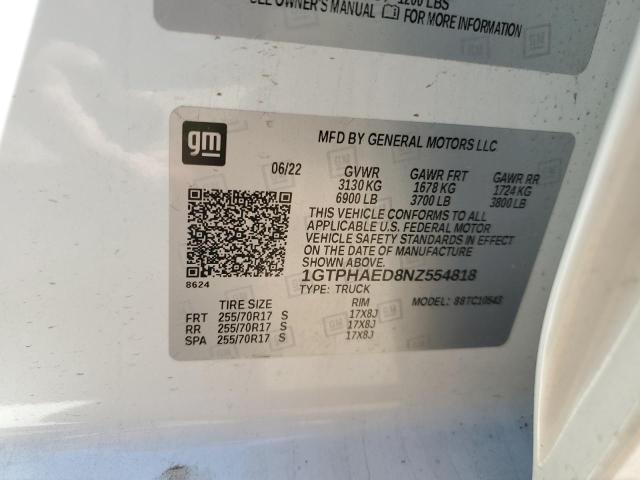 1200 LBS
SEE OWNER'S MANUAL FOR MORE INFORMATION
gm
MFD BY GENERAL MOTORS LLC
06/22 GVWR GAWR FRT GAWR RR
3130 KG 1678 KG 1724 KG
6900 LB 3700 LB 3800 LB
THIS VEHICLE CONFORMS TO ALL
APPLICABLE U.S. FEDERAL MOTOR
VEHICLE SAFETY STANDARDS IN EFFECT
ON THE DATE OF MANUFACTURE
SHOWN ABOVE.
1GTPHAED8NZ554818
8624 TYPE: TRUCK MODEL: 88TC10543
TIRE SIZE RIM
FRT 255/70R17 S 17X8J
RR 255/70R17 S 17X8J
SPA 255/70R17 S 17X8J